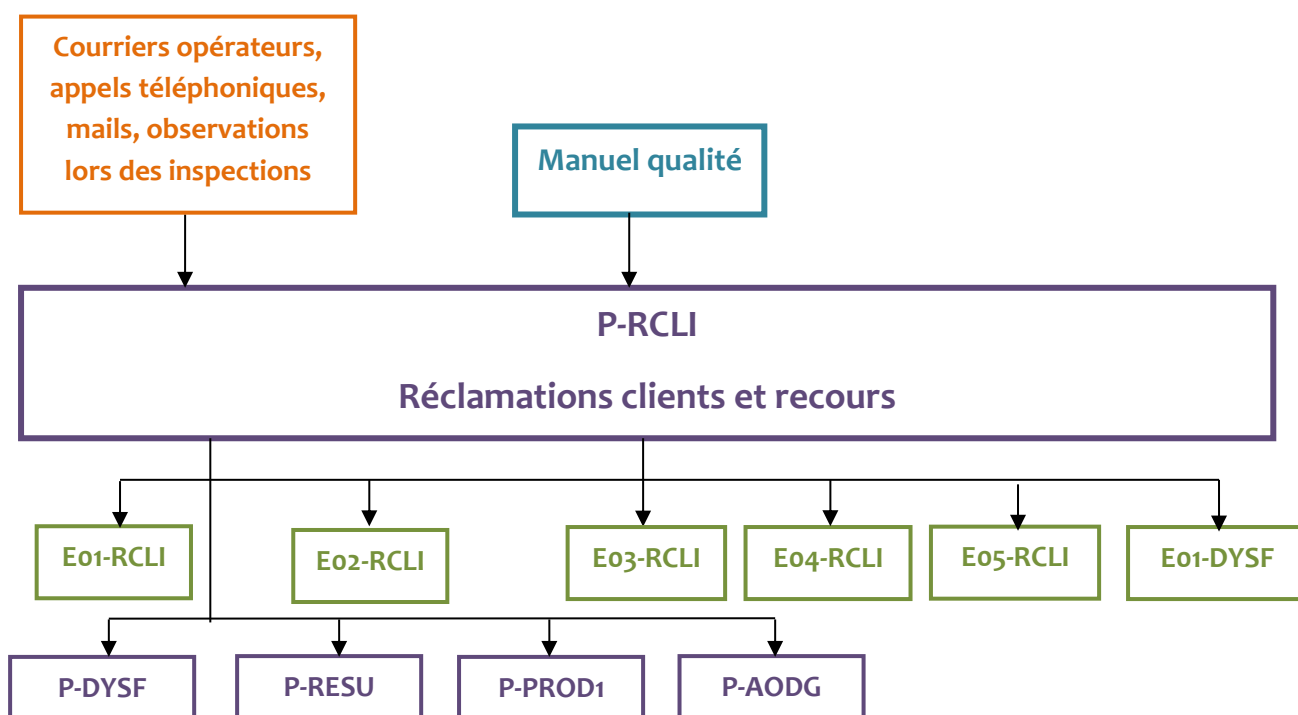 Courriers opérateurs,
appels téléphoniques,
mails, observations
lors des inspections
Manuel qualité
P-RCLI
Réclamations clients et recours
E01-RCLI
E02-RCLI
E03-RCLI
E04-RCLI
E05-RCLI
E01-DYSF
P-DYSF
P-RESU
P-PROD1
P-AODG